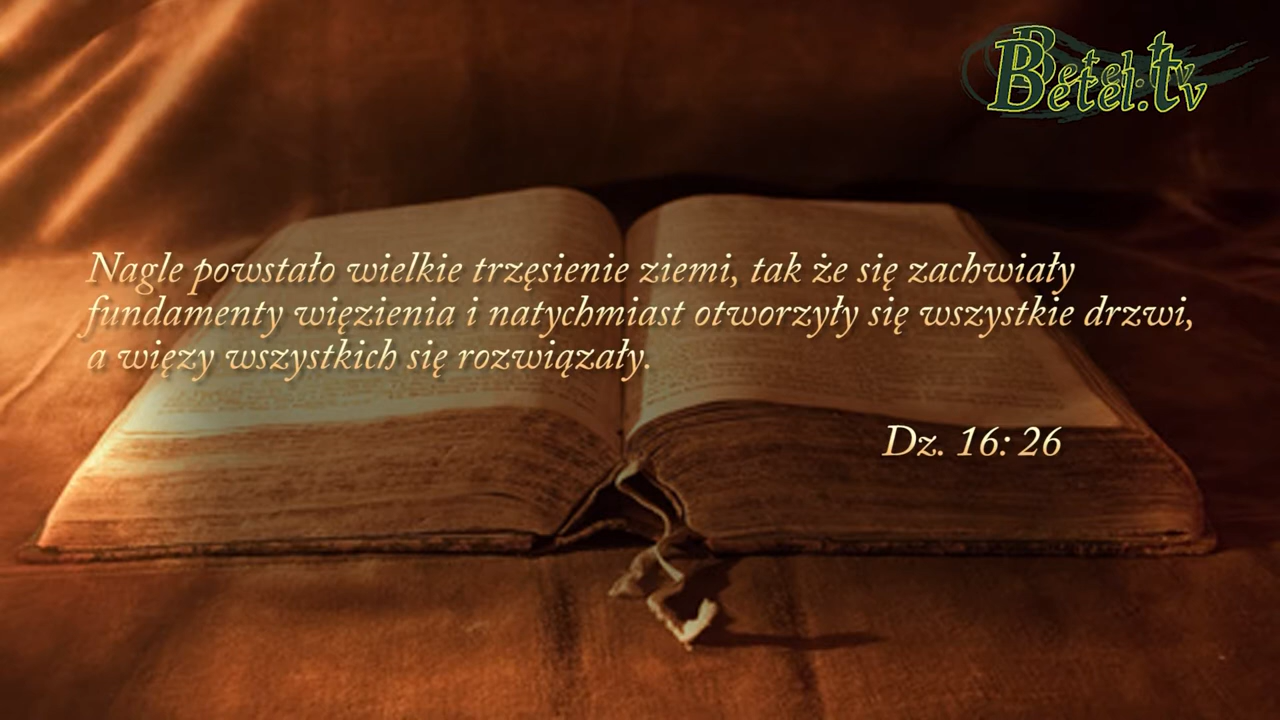 Betel.tv
Nagle powstało wielkie trzęsienie ziemi, tak że się zachwiały
fundamenty więzienia i natychmiast otworzyły się wszystkie drzwi,
a więzy wszystkich się rozwiązały.
Dz. 16: 26